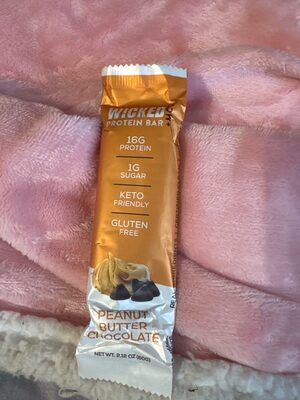 WICKED
PROTEIN BAR
16G
PROTEIN
1G
SUGAR
KETO
FRIENDLY
GLUTEN
FREE
PEANUT
BUTTER
CHOCOLATE
NET WT. 2.12 OZ (60G)